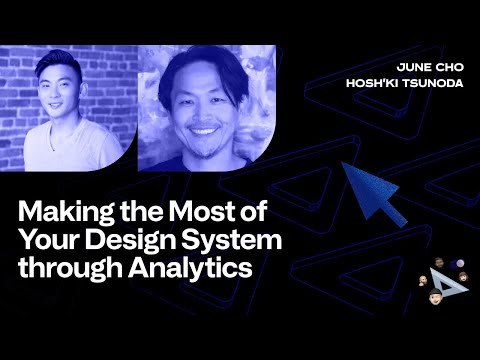 JUNE CHO
HOSH'KI TSUNODA
Making the Most of
Your Design System
through Analytics